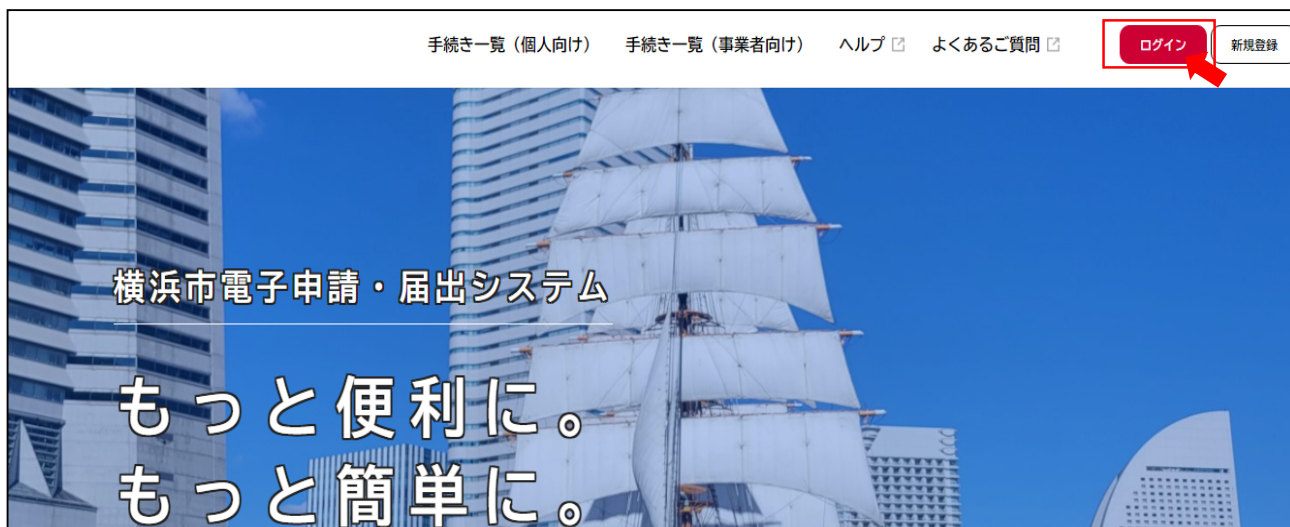 手続き一覧（個人向け） 手続き一覧（事業者向け） ヘルプ よくあるご質問 ログイン 新規登録
横浜市電子申請・届出システム
もっと便利に。
もっと簡単に。